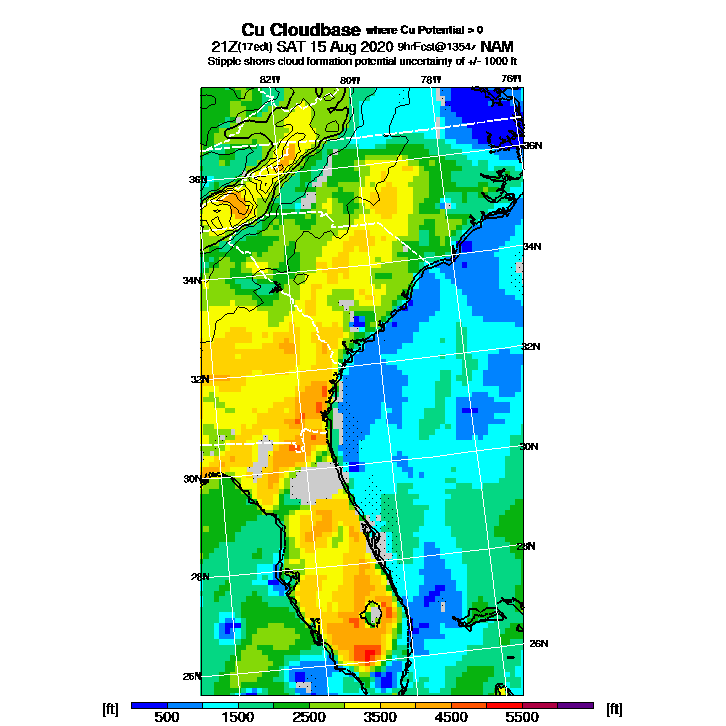 Cu Cloudbase where Cu Potential > 0
21Z(17edt) SAT 15 Aug 2020 9hrFcst@1354z NAM
Stipple shows cloud formation potential uncertainty of +/- 1000 ft
82W 80W 78W 76W
36N 36N
34N 34N
32N 32N
30N 30N
28N 28N
26N 26N
[ft] 500 1500 2500 3500 4500 5500 [ft]